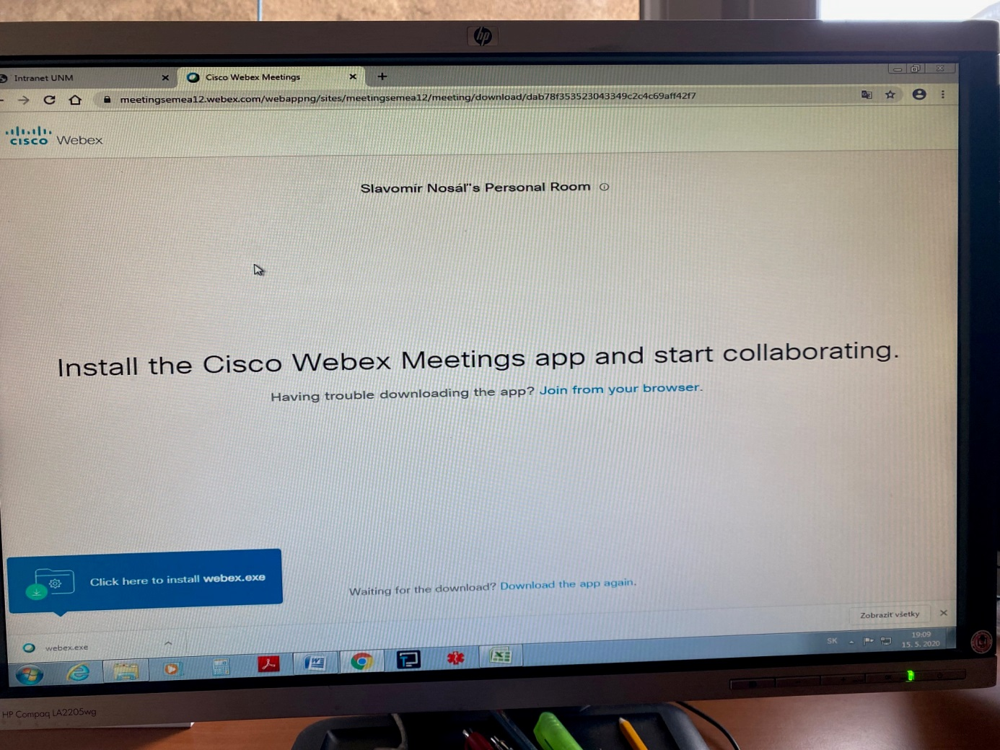 hp
Intranet UNM
Cisco Webex Meetings
meetingsemea12.webex.com/webappng/sites/meetingsemea12/meeting/download/dab78f353523043349c2c4c69aff42f7
CISCO Webex
Slavomír Nosáľ's Personal Room
Install the Cisco Webex Meetings app and start collaborating.
Having trouble downloading the app? Join from your browser.
Click here to install webex.exe
Waiting for the download? Download the app again.
Zobraziť všetky
webex.exe
SK
19:09
15. 5. 2020
HP Compaq LA2205wg